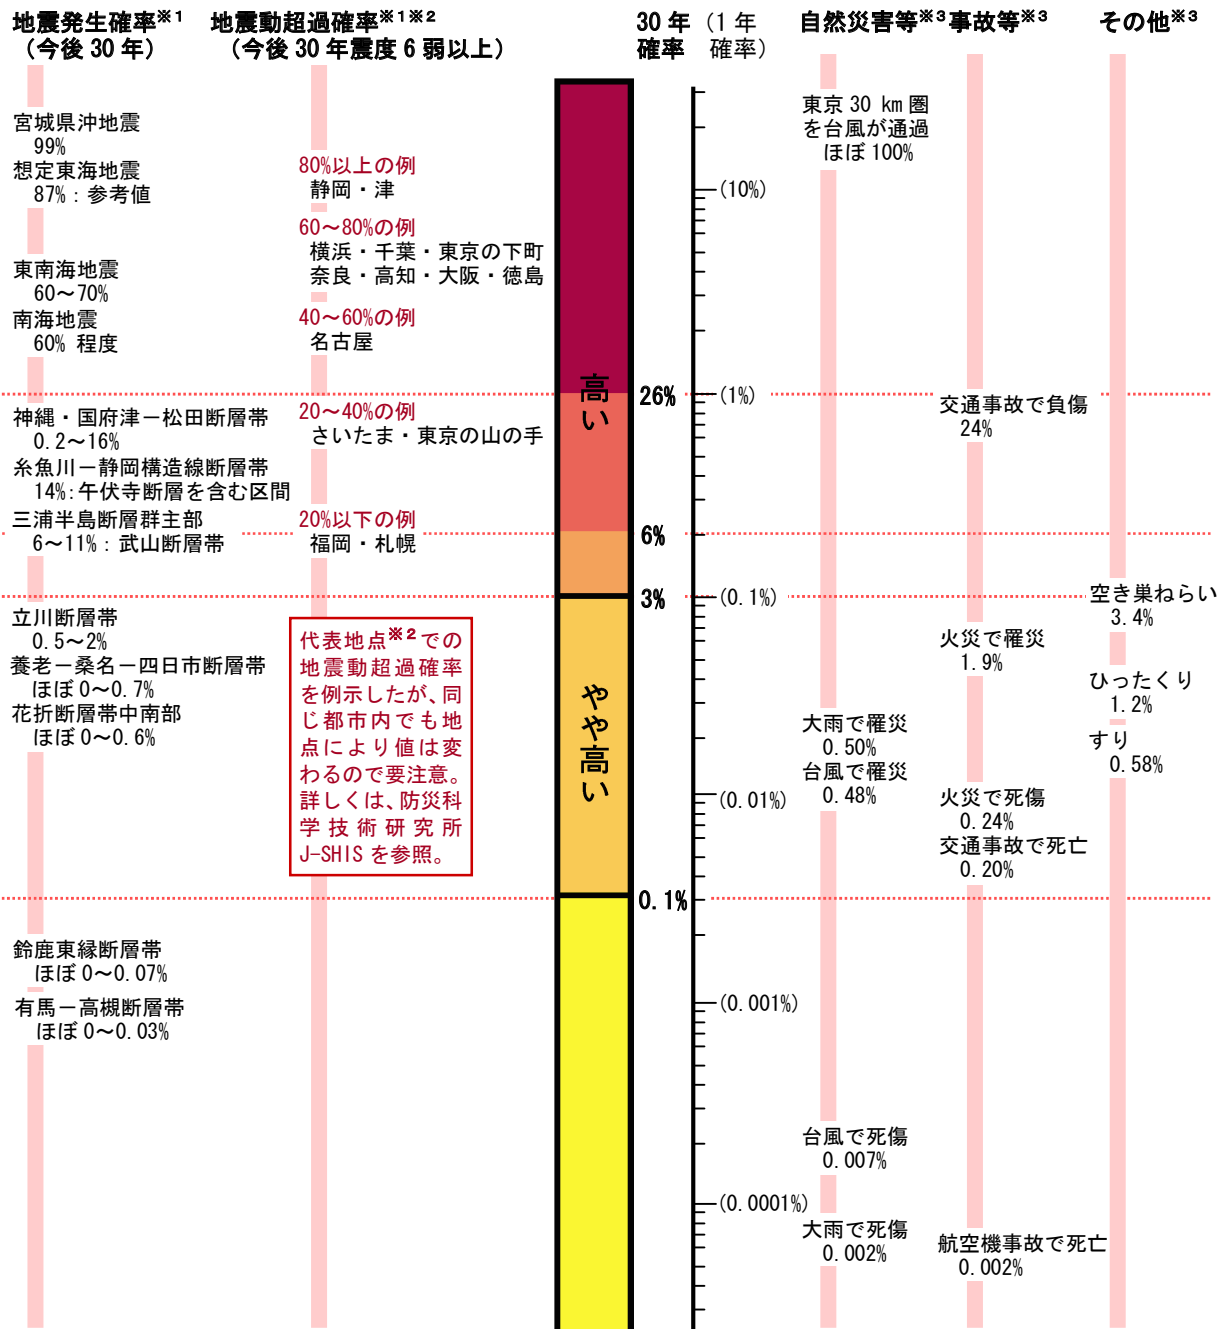 地震発生確率※1
(今後 30 年)
宮城県沖地震
99%
想定東海地震
87%：参考値
東南海地震
60～70%
南海地震
60% 程度
神縄・国府津－松田断層帯
0.2～16%
糸魚川－静岡構造線断層帯
14%:午伏寺断層を含む区間
三浦半島断層群主部
6～11%：武山断層帯
立川断層帯
0.5～2%
養老－桑名－四日市断層帯
ほぼ 0～0.7%
花折断層帯中南部
ほぼ 0～0.6%
鈴鹿東縁断層帯
ほぼ 0～0.07%
有馬－高槻断層帯
ほぼ 0～0.03%
地震動超過確率※1※2
(今後 30 年震度 6 弱以上)
80%以上の例
静岡・津
60～80%の例
横浜・千葉・東京の下町
奈良・高知・大阪・徳島
40～60%の例
名古屋
20～40%の例
さいたま・東京の山の手
20%以下の例
福岡・札幌
代表地点※2での
地震動超過確率
を例示したが、同
じ都市内でも地
点により値は変
わるので要注意。
詳しくは、防災科
学技術研究所
J-SHIS を参照。
高い
やや高い
30 年
確率
26%
6%
3%
0.1%
(1 年
確率)
(10%)
(1%)
(0.1%)
(0.01%)
(0.001%)
(0.0001%)
自然災害等※3
東京 30 km 圏
を台風が通過
ほぼ 100%
大雨で罹災
0.50%
台風で罹災
0.48%
台風で死傷
0.007%
大雨で死傷
0.002%
事故等※3
交通事故で負傷
24%
火災で罹災
1.9%
火災で死傷
0.24%
交通事故で死亡
0.20%
航空機事故で死亡
0.002%
その他※3
空き巣ねらい
3.4%
ひったくり
1.2%
すり
0.58%